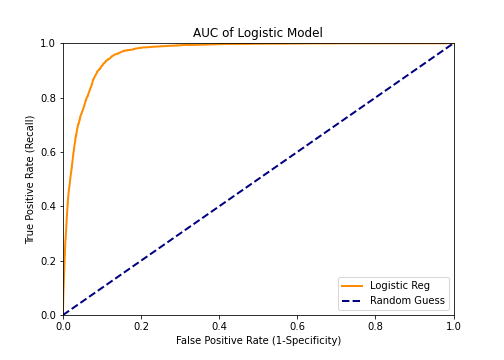 AUC of Logistic Model
True Positive Rate (Recall)
1.0
0.8
0.6
0.4
0.2
0.0
0.0 0.2 0.4 0.6 0.8 1.0
False Positive Rate (1-Specificity)
Logistic Reg
Random Guess